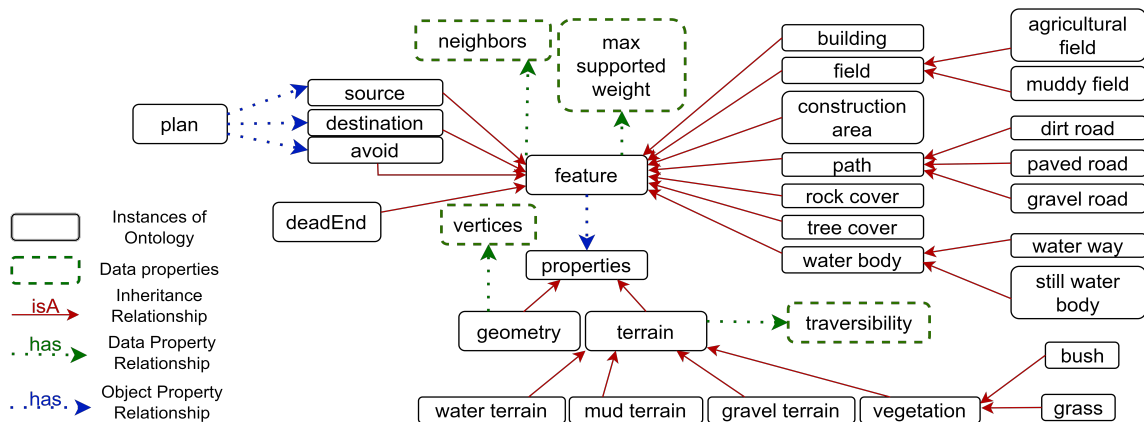 neighbors
max
supported
weight
building
field
construction
area
path
rock cover
tree cover
water body
agricultural
field
muddy field
dirt road
paved road
gravel road
water way
still water
body
plan
source
destination
avoid
feature
deadEnd
vertices
properties
geometry
terrain
traversibility
water terrain
mud terrain
gravel terrain
vegetation
bush
grass
Instances of
Ontology
Data properties
isA
Inheritance
Relationship
has
Data Property
Relationship
has
Object Property
Relationship